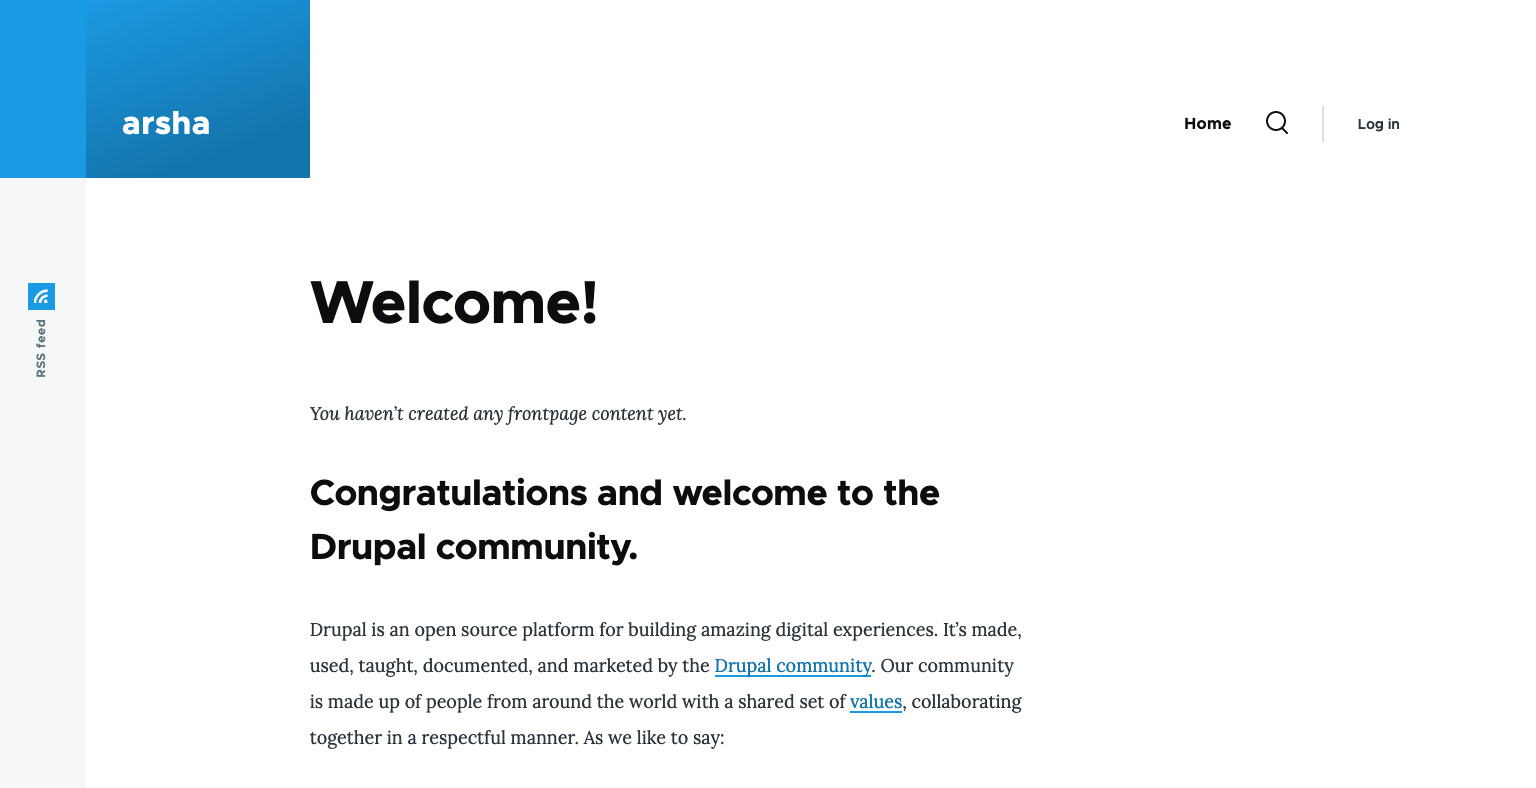 arsha
Home
Log in
RSS feed
Welcome!
You haven’t created any frontpage content yet.
Congratulations and welcome to the
Drupal community.
Drupal is an open source platform for building amazing digital experiences. It’s made,
used, taught, documented, and marketed by the Drupal community. Our community
is made up of people from around the world with a shared set of values, collaborating
together in a respectful manner. As we like to say: